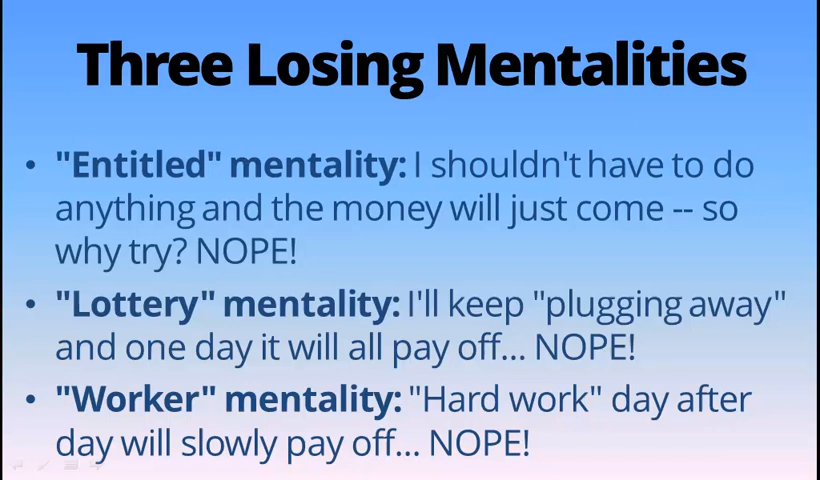 Three Losing Mentalities
• "Entitled" mentality: I shouldn't have to do
anything and the money will just come -- so
why try? NOPE!
• "Lottery" mentality: I'll keep "plugging away"
and one day it will all pay off... NOPE!
• "Worker" mentality: "Hard work" day after
day will slowly pay off... NOPE!